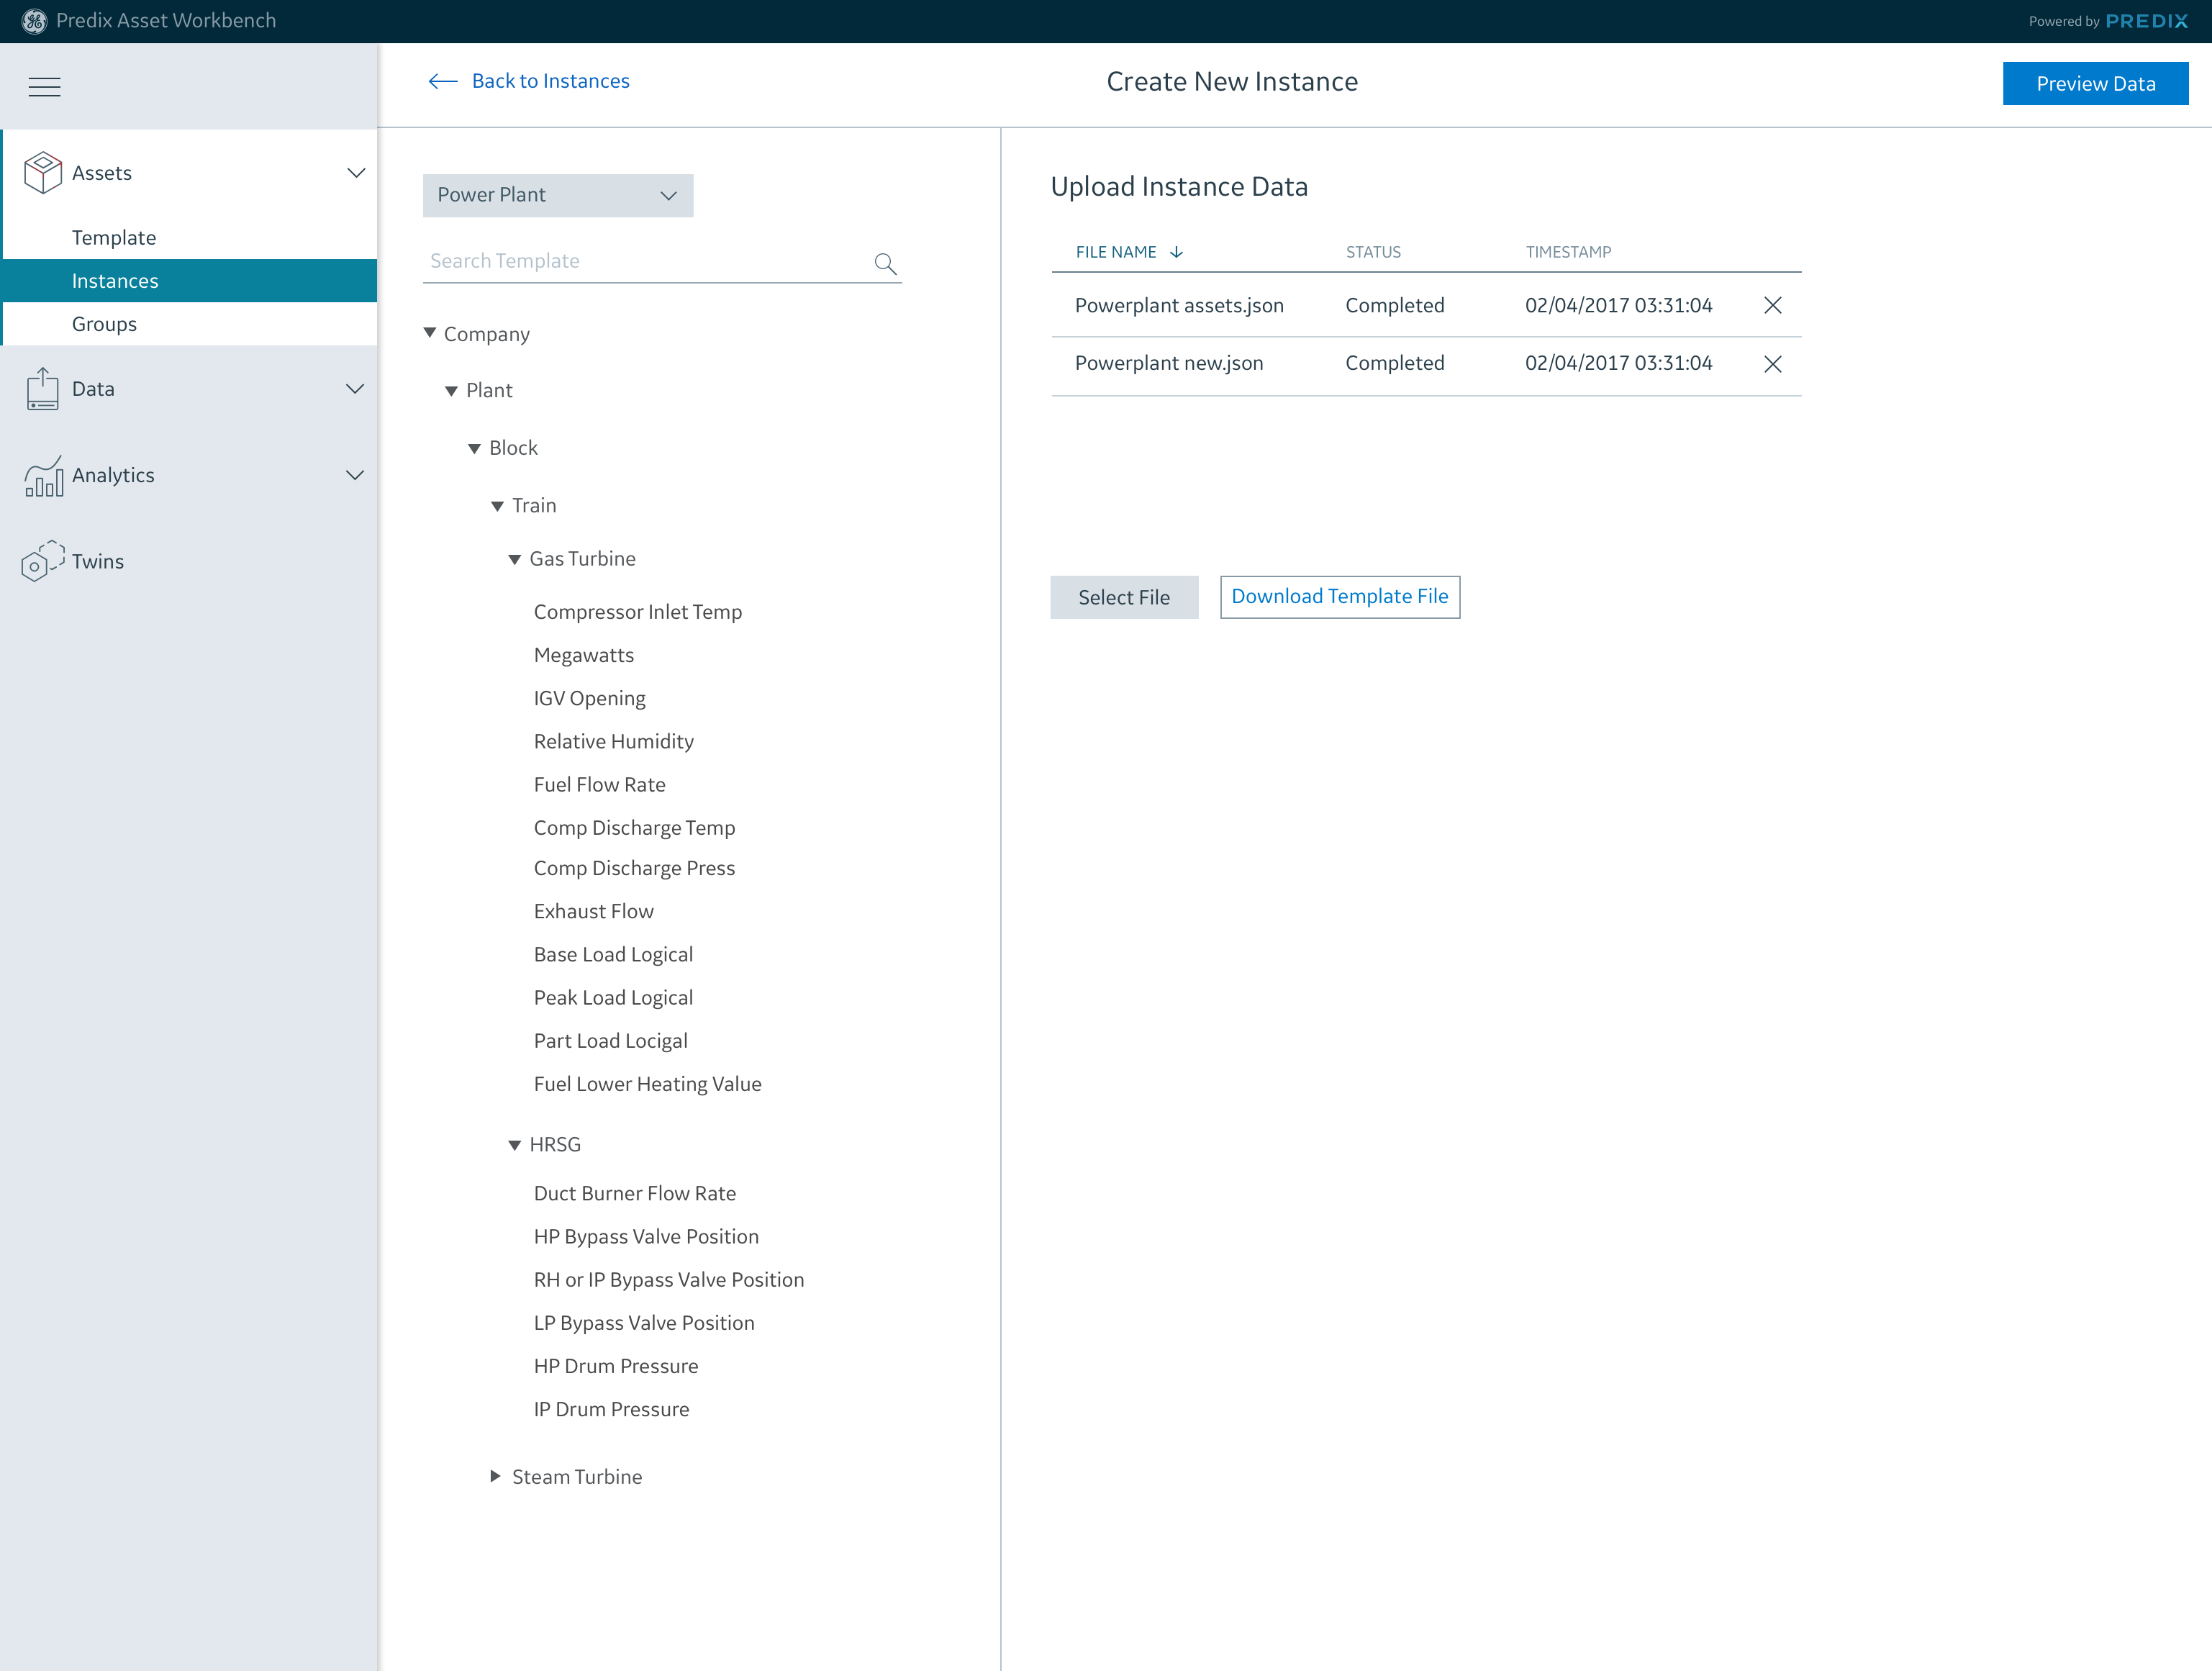 Predix Asset Workbench
Powered by PREDIX
Back to Instances
Create New Instance
Preview Data
Assets
Template
Instances
Groups
Data
Analytics
Twins
Power Plant
Search Template
Company
Plant
Block
Train
Gas Turbine
Compressor Inlet Temp
Megawatts
IGV Opening
Relative Humidity
Fuel Flow Rate
Comp Discharge Temp
Comp Discharge Press
Exhaust Flow
Base Load Logical
Peak Load Logical
Part Load Locigal
Fuel Lower Heating Value
HRSG
Duct Burner Flow Rate
HP Bypass Valve Position
RH or IP Bypass Valve Position
LP Bypass Valve Position
HP Drum Pressure
IP Drum Pressure
Steam Turbine
Upload Instance Data
FILE NAME STATUS TIMESTAMP
Powerplant assets.json Completed 02/04/2017 03:31:04
Powerplant new.json Completed 02/04/2017 03:31:04
Select File
Download Template File